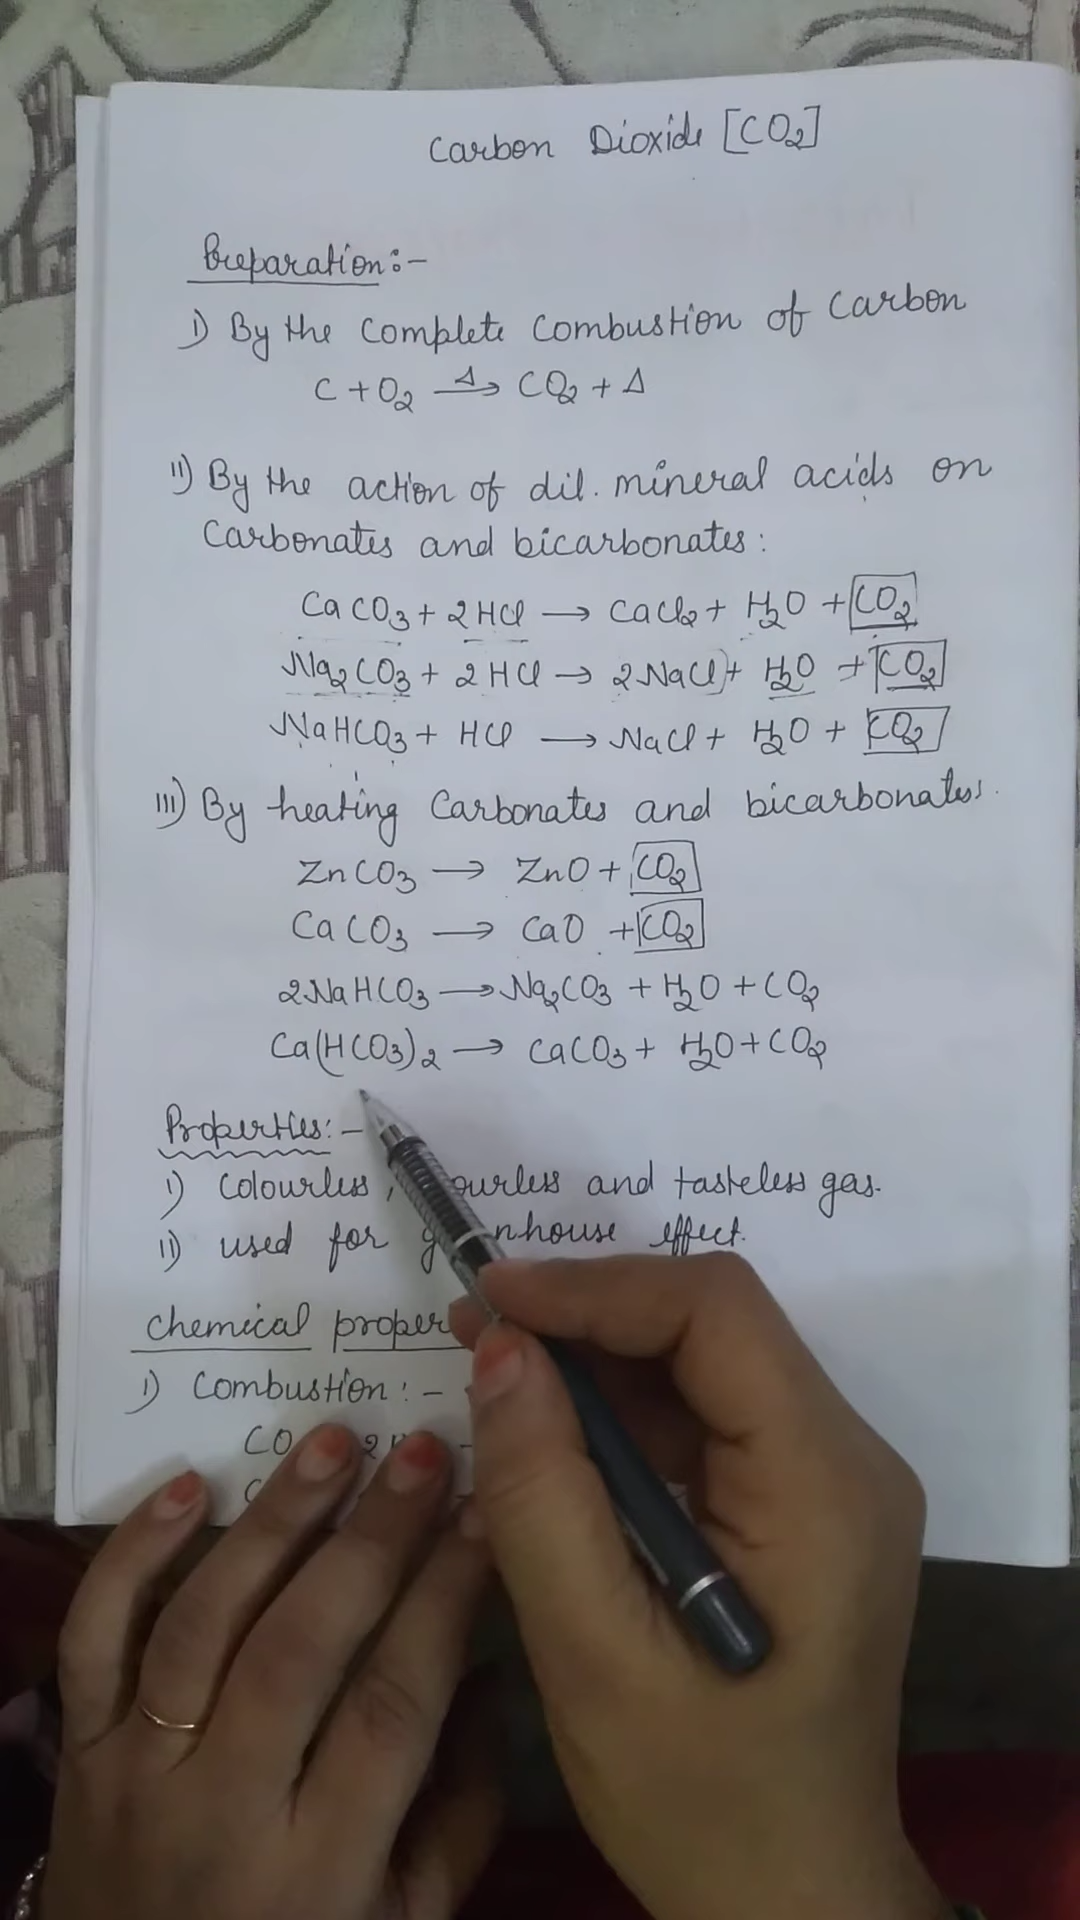 Carbon Dioxide [CO₂]
Preparation:-
i) By the complete combustion of carbon
C + O₂ —Δ→ CO₂ + Δ
ii) By the action of dil. mineral acids on
Carbonates and bicarbonates:
CaCO₃ + 2HCl → CaCl₂ + H₂O + CO₂
Na₂CO₃ + 2HCl → 2NaCl + H₂O + CO₂
NaHCO₃ + HCl → NaCl + H₂O + CO₂
iii) By heating Carbonates and bicarbonates:
ZnCO₃ → ZnO + CO₂
CaCO₃ → CaO + CO₂
2NaHCO₃ → Na₂CO₃ + H₂O + CO₂
Ca(HCO₃)₂ → CaCO₃ + H₂O + CO₂
Properties:-
i) Colourless, and tasteless gas.
ii) used for effect.
chemical
i) Combustion:-
CO